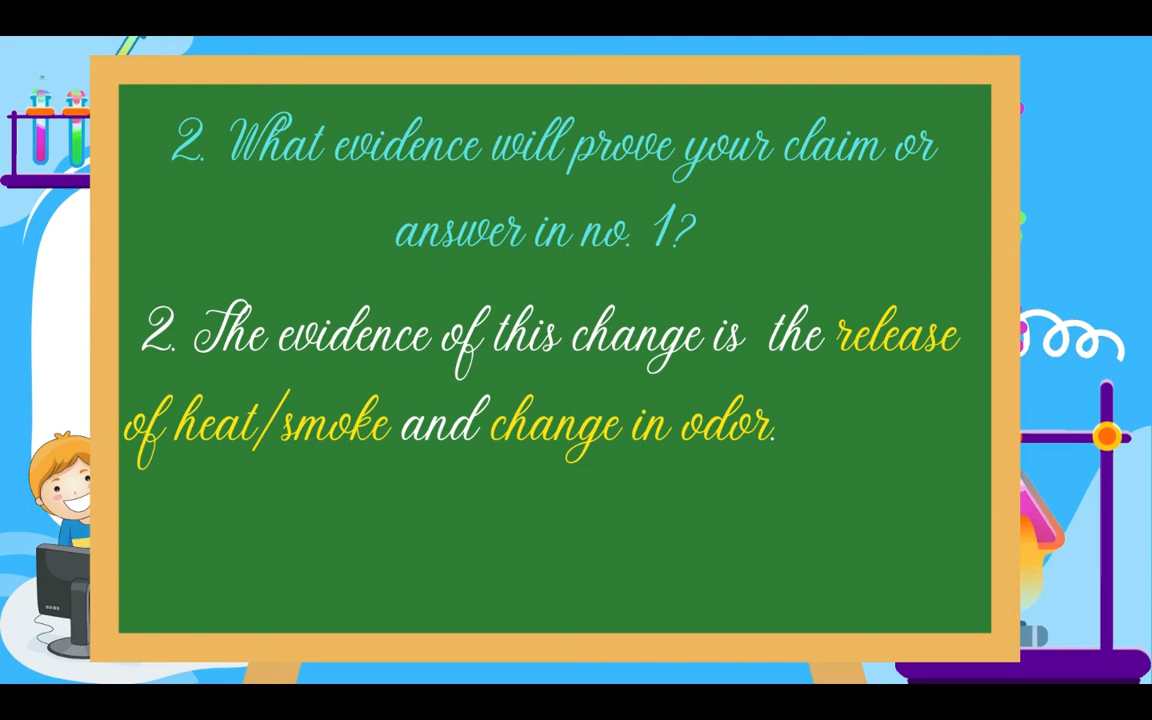 2. What evidence will prove your claim or
answer in no. 1?
2. The evidence of this change is the release
of heat/smoke and change in odor.